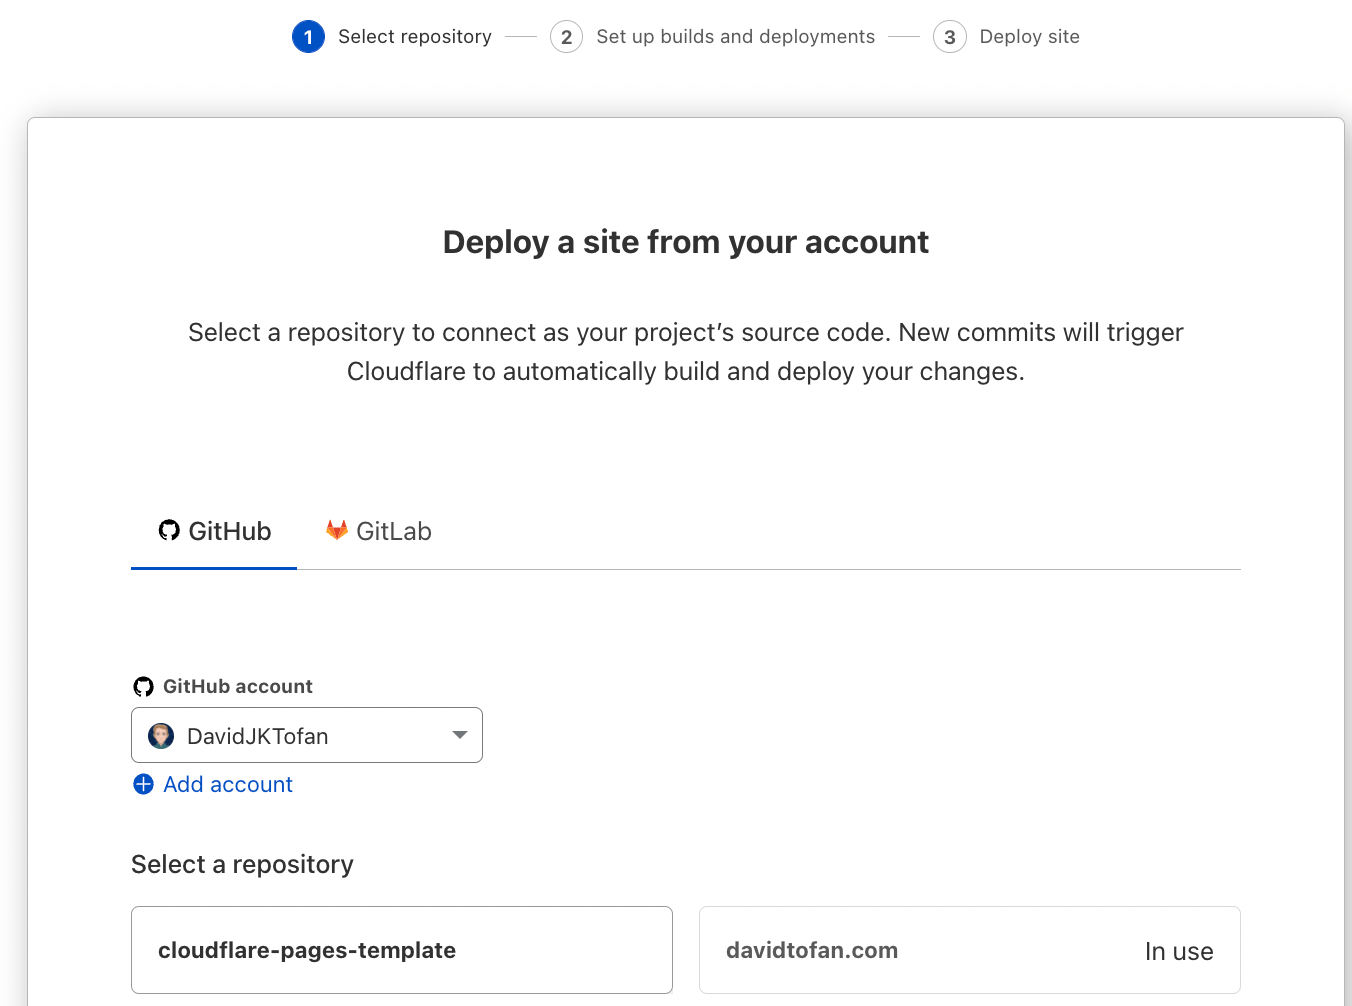 1 Select repository 2 Set up builds and deployments 3 Deploy site
Deploy a site from your account
Select a repository to connect as your project’s source code. New commits will trigger
Cloudflare to automatically build and deploy your changes.
GitHub GitLab
GitHub account
DavidJKTofan
Add account
Select a repository
cloudflare-pages-template
davidtofan.com In use